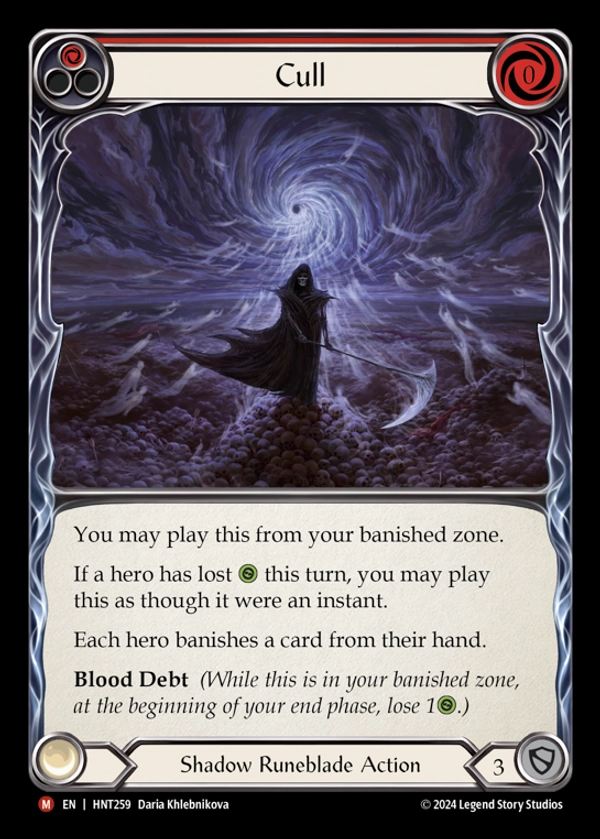 Cull
0
You may play this from your banished zone.
If a hero has lost this turn, you may play
this as though it were an instant.
Each hero banishes a card from their hand.
Blood Debt (While this is in your banished zone,
at the beginning of your end phase, lose 1.)
Shadow Runeblade Action
3
M EN | HNT259 Daria Khlebnikova
© 2024 Legend Story Studios